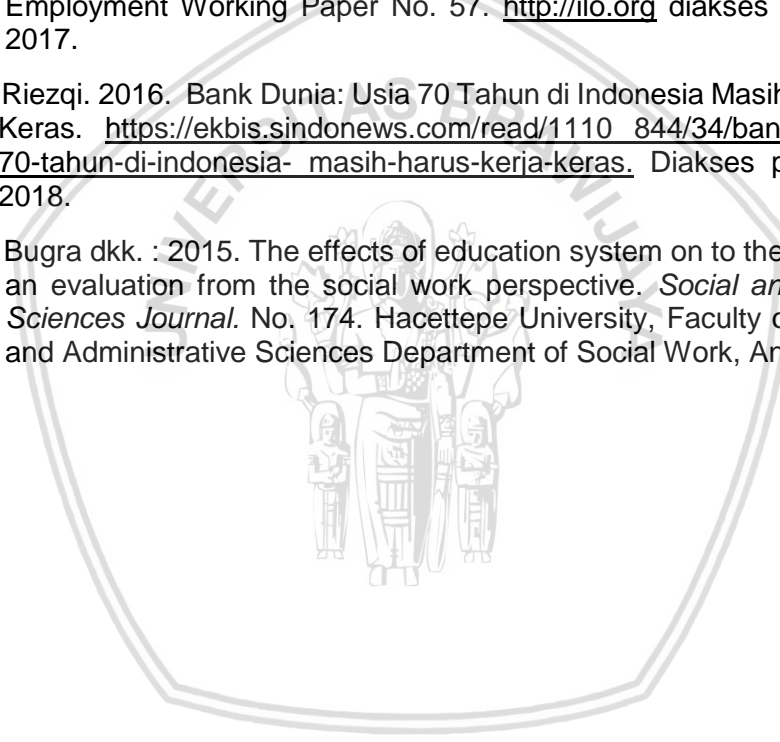 Employment Working Paper No. 57. http://ilo.org diakses
2017.
Riezqi. 2016. Bank Dunia: Usia 70 Tahun di Indonesia Masih
Keras. https://ekbis.sindonews.com/read/1110 844/34/ban
70-tahun-di-indonesia- masih-harus-kerja-keras. Diakses p
2018.
Bugra dkk. : 2015. The effects of education system on to the
an evaluation from the social work perspective. Social an
Sciences Journal. No. 174. Hacettepe University, Faculty o
and Administrative Sciences Department of Social Work, An
UNIVERSITAS BRAWIJAYA